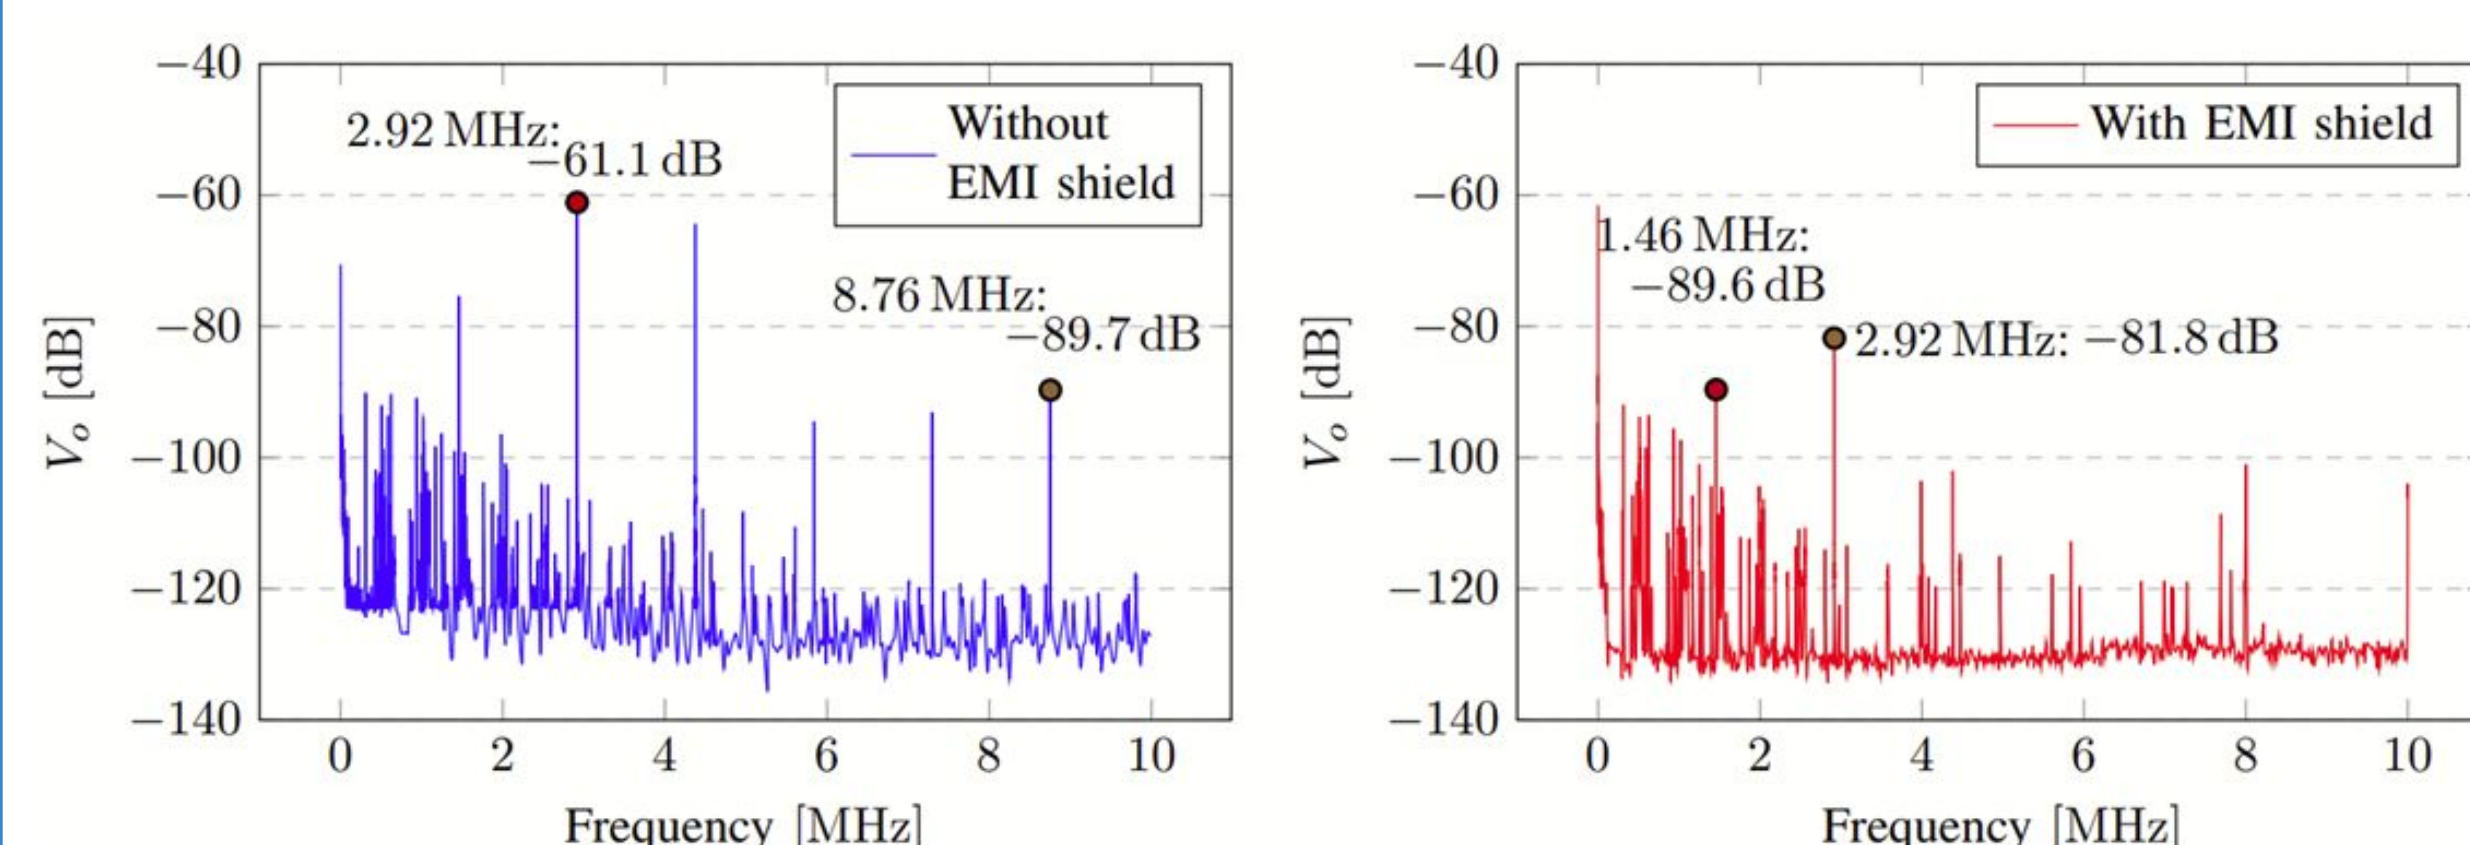 −40
−60
−80
−100
−120
−140
V_o [dB]
2.92 MHz:
−61.1 dB
Without
EMI shield
8.76 MHz:
−89.7 dB
0 2 4 6 8 10
Frequency [MHz]
−40
−60
−80
−100
−120
−140
V_o [dB]
With EMI shield
1.46 MHz:
−89.6 dB
2.92 MHz: −81.8 dB
0 2 4 6 8 10
Frequency [MHz]